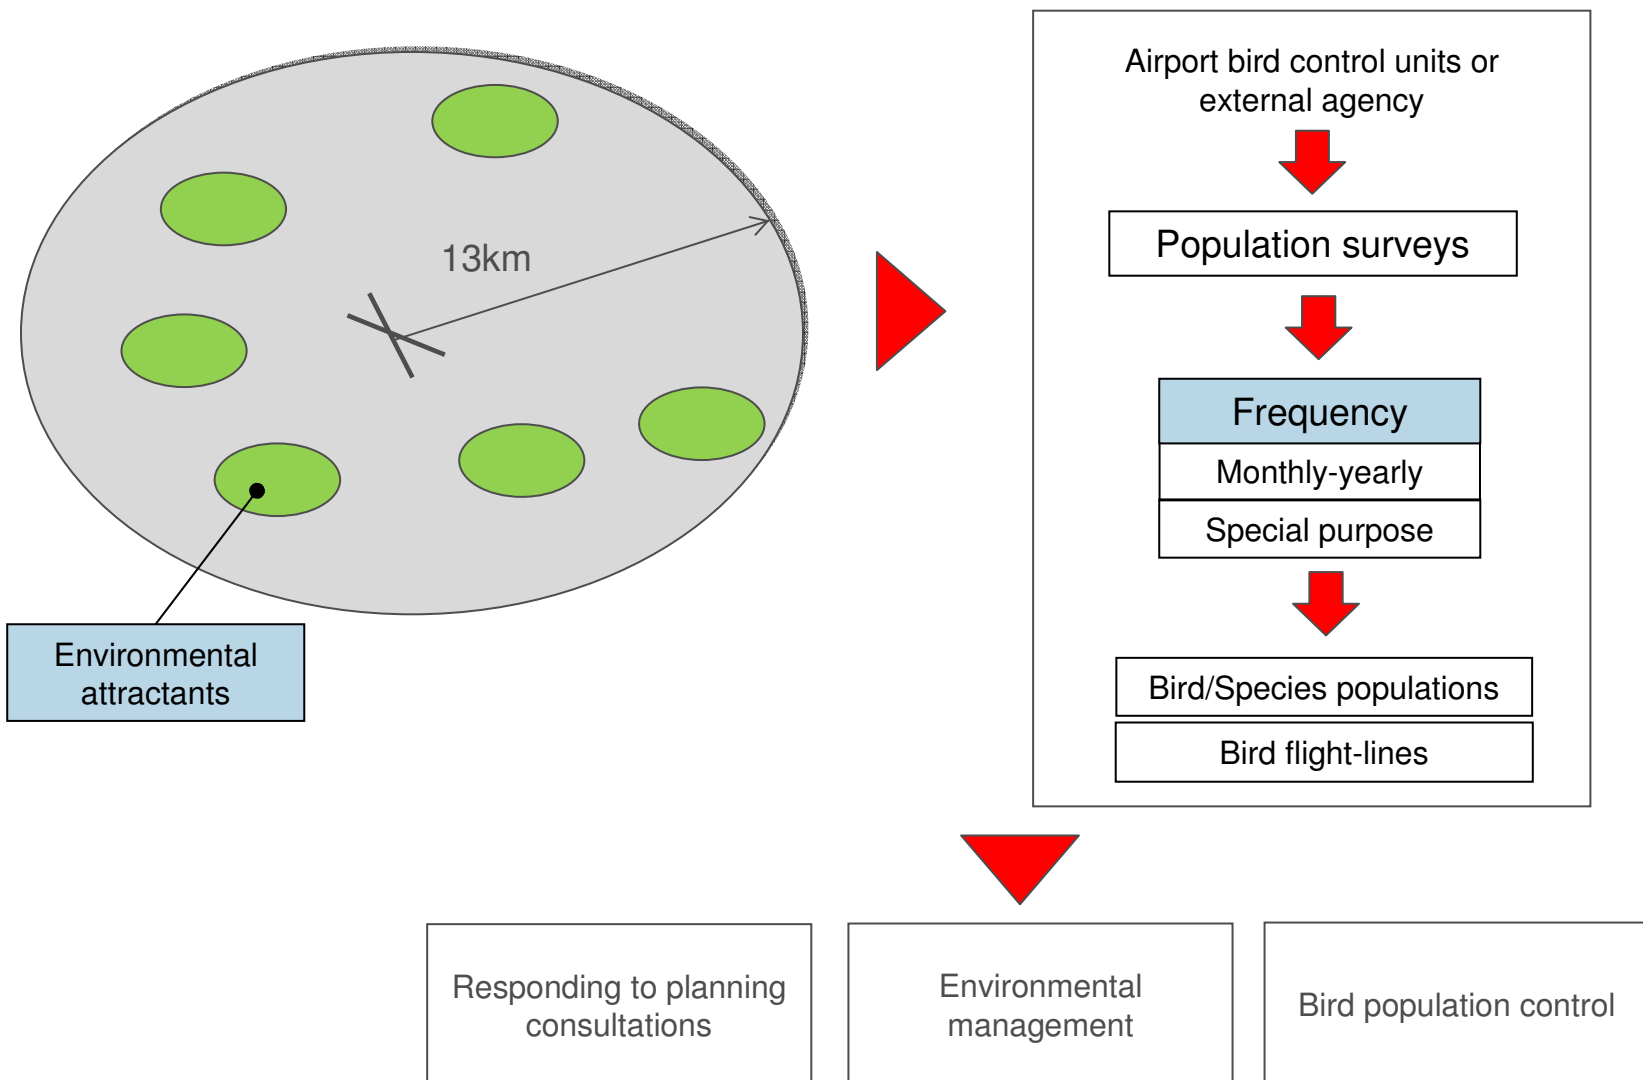 13km
Environmental
attractants
Airport bird control units or
external agency
Population surveys
Frequency
Monthly-yearly
Special purpose
Bird/Species populations
Bird flight-lines
Responding to planning
consultations
Environmental
management
Bird population control